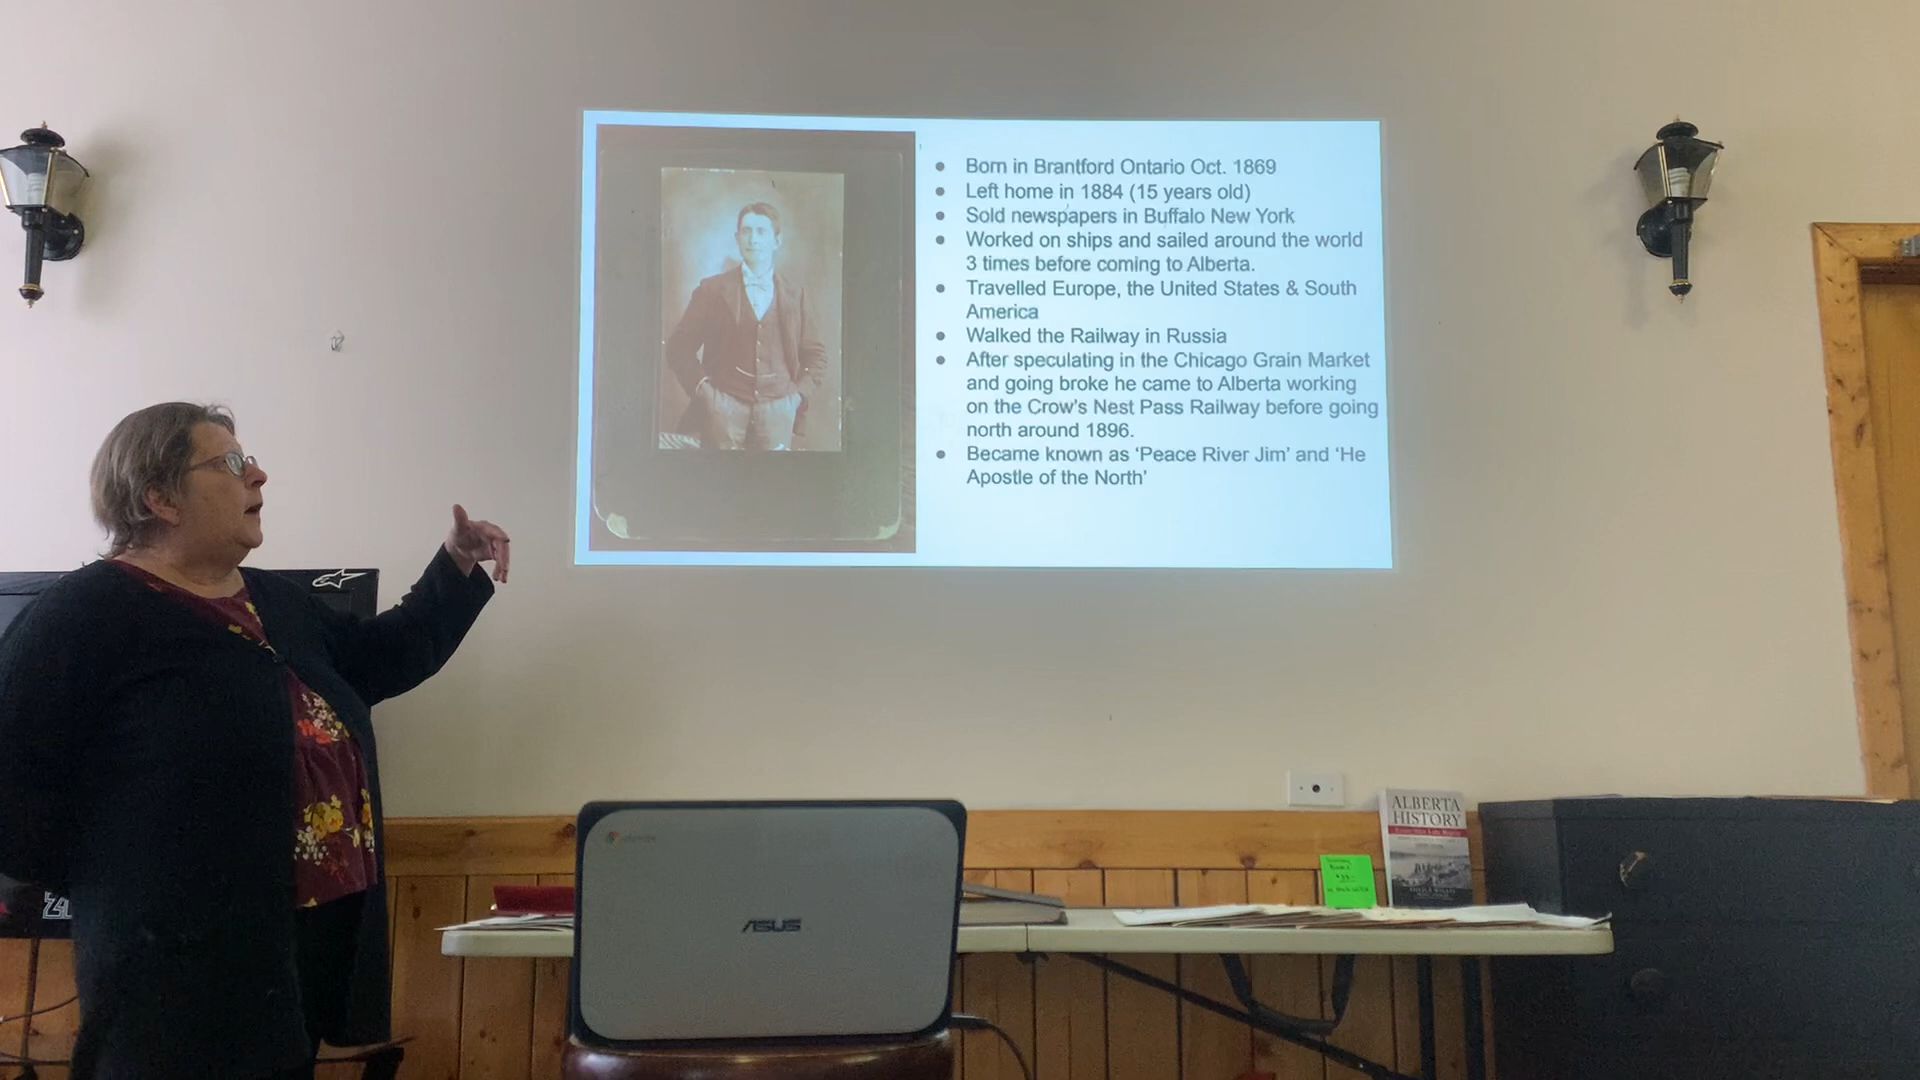 Born in Brantford Ontario Oct. 1869
Left home in 1884 (15 years old)
Sold newspapers in Buffalo New York
Worked on ships and sailed around the world
3 times before coming to Alberta.
Travelled Europe, the United States & South
America
Walked the Railway in Russia
After speculating in the Chicago Grain Market
and going broke he came to Alberta working
on the Crow's Nest Pass Railway before going
north around 1896.
Became known as ‘Peace River Jim’ and ‘He
Apostle of the North’
ALBERTA
HISTORY
ASUS